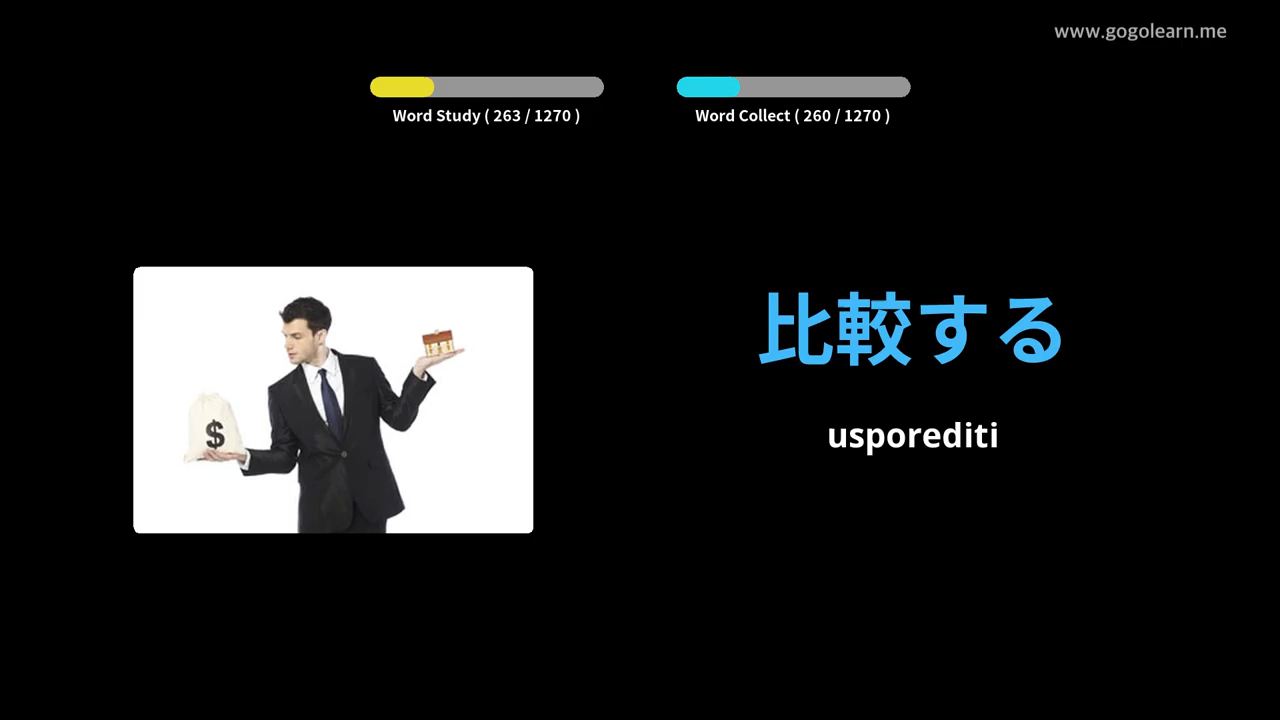 www.gogolearn.me
Word Study ( 263 / 1270 )
Word Collect ( 260 / 1270 )
$
比較する
usporediti